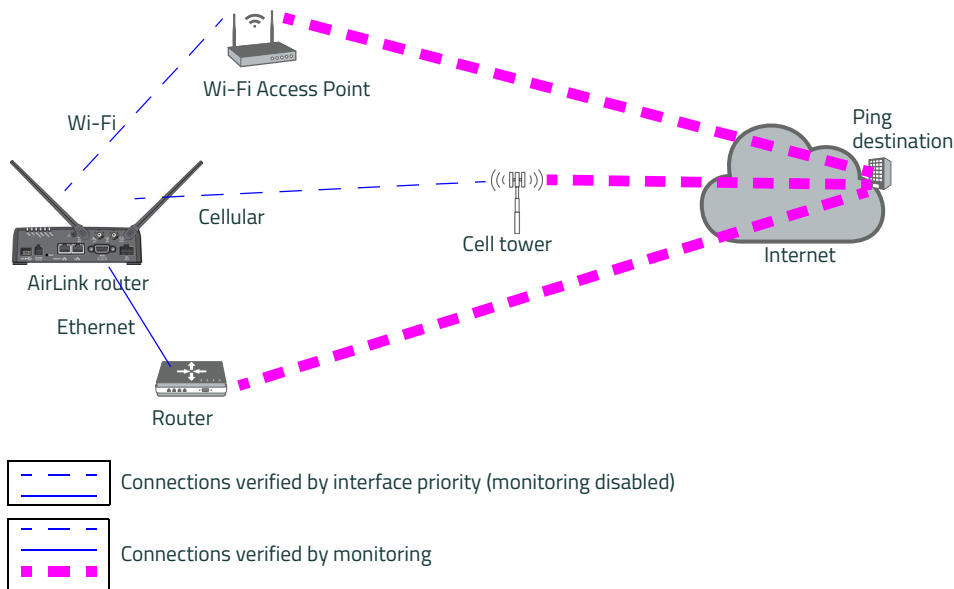 Wi-Fi Access Point
Ping
destination
Wi-Fi
Cellular
Cell tower
Internet
AirLink router
Ethernet
Router
Connections verified by interface priority (monitoring disabled)
Connections verified by monitoring